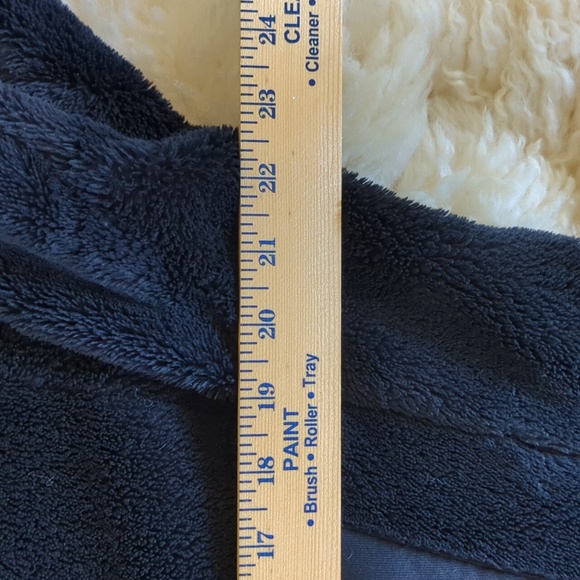 24
23
22
21
20
19
18
17
CLEA
• Cleaner •
PAINT
• Brush • Roller • Tray